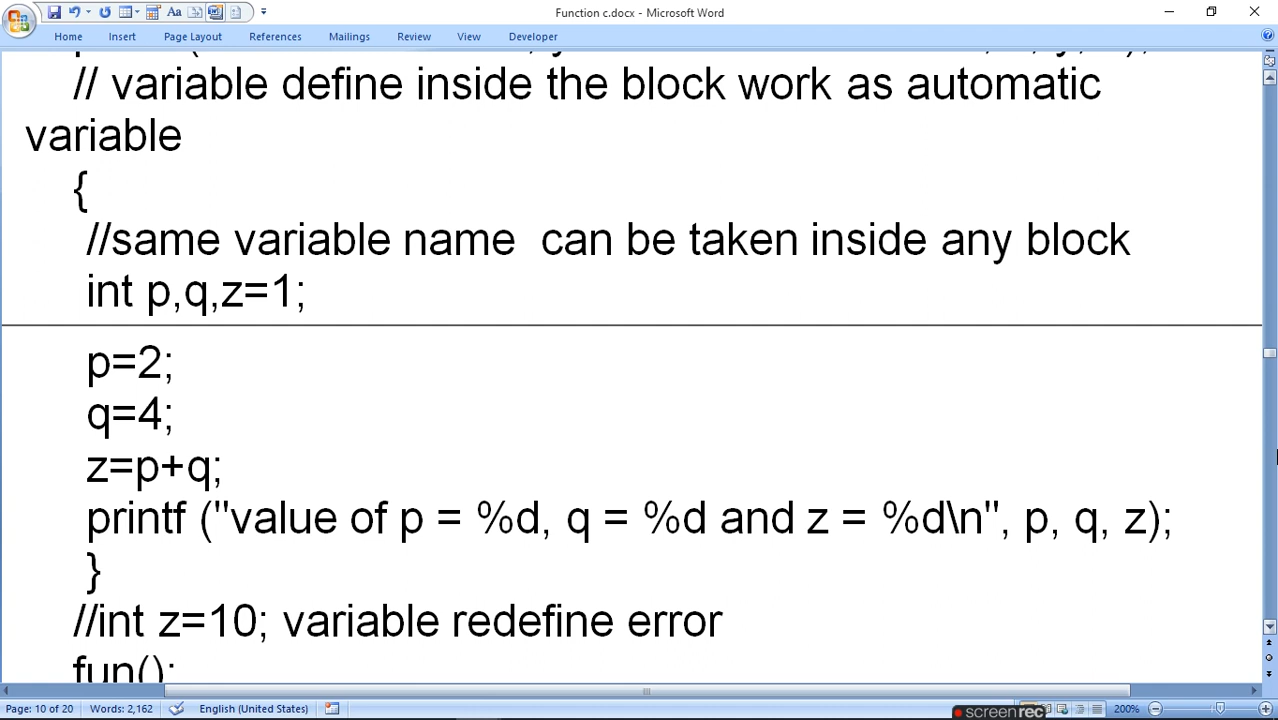 Function c.docx - Microsoft Word
Home Insert Page Layout References Mailings Review View Developer
// variable define inside the block work as automatic
variable
{
//same variable name  can be taken inside any block
int p,q,z=1;
p=2;
q=4;
z=p+q;
printf ("value of p = %d, q = %d and z = %d\n", p, q, z);
}
//int z=10; variable redefine error
fun();
Page: 10 of 20 Words: 2,162 English (United States) 200%
screenrec